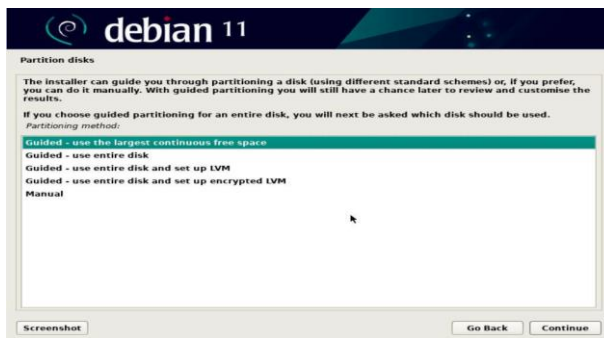 debian 11
Partition disks
The installer can guide you through partitioning a disk (using different standard schemes) or, if you prefer,
you can do it manually. With guided partitioning you will still have a chance later to review and customise the
results.
If you choose guided partitioning for an entire disk, you will next be asked which disk should be used.
Partitioning method:
Guided - use the largest continuous free space
Guided - use entire disk
Guided - use entire disk and set up LVM
Guided - use entire disk and set up encrypted LVM
Manual
Screenshot
Go Back
Continue